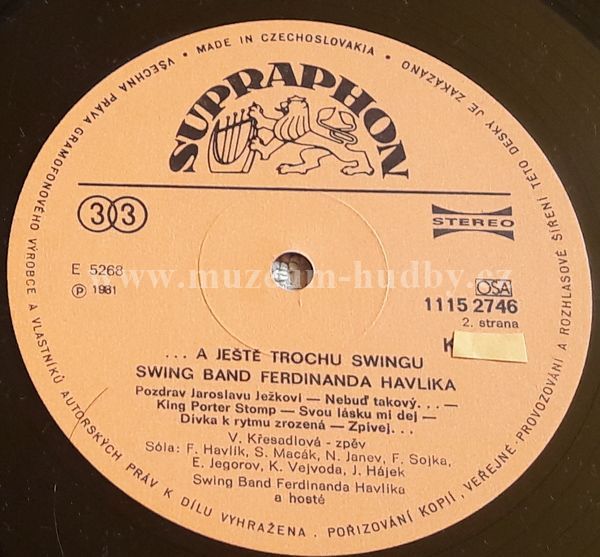 VŠECHNA PRÁVA GRAMOFONOVÉHO VÝROBCE A VLASTNÍKŮ AUTORSKÝCH PRÁV K DÍLU VYHRAŽENA . POŘIZOVÁNÍ KOPIÍ, VEŘEJNÉ PROVOZOVÁNÍ A ROZHLASOVÉ ŠÍŘENÍ TÉTO DESKY JE ZAKÁZÁNO • MADE IN CZECHOSLOVAKIA •
SUPRAPHON
33
STEREO
E 5268
℗ 1981
www.muzeum-hudby.cz
OSA
1115 2746
2. strana
K
... A JEŠTĚ TROCHU SWINGU
SWING BAND FERDINANDA HAVLÍKA
Pozdrav Jaroslavu Ježkovi — Nebuď takový. . . —
King Porter Stomp — Svou lásku mi dej —
Dívka k rytmu zrozená — Zpívej. . .
V. Křesadlová - zpěv
Sóla: F. Havlík, S. Macák, N. Janev, F. Sojka,
E. Jegorov, K. Vejvoda, J. Hájek
Swing Band Ferdinanda Havlíka
a hosté